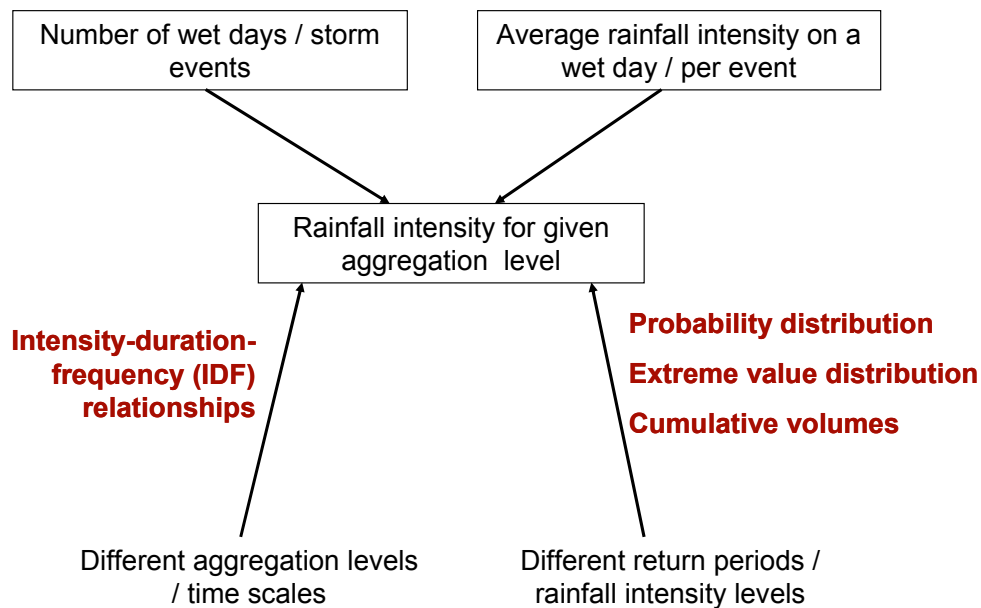 Number of wet days / storm
events
Average rainfall intensity on a
wet day / per event
Rainfall intensity for given
aggregation level
Intensity-duration-
frequency (IDF)
relationships
Probability distribution
Extreme value distribution
Cumulative volumes
Different aggregation levels
/ time scales
Different return periods /
rainfall intensity levels